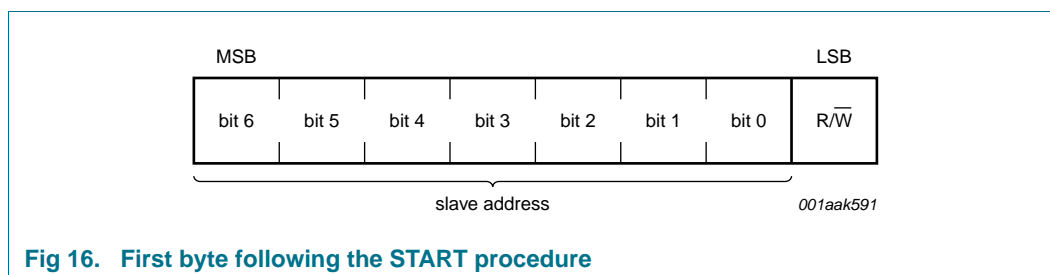 MSB LSB
bit 6 bit 5 bit 4 bit 3 bit 2 bit 1 bit 0 R/W̅
slave address 001aak591
Fig 16. First byte following the START procedure